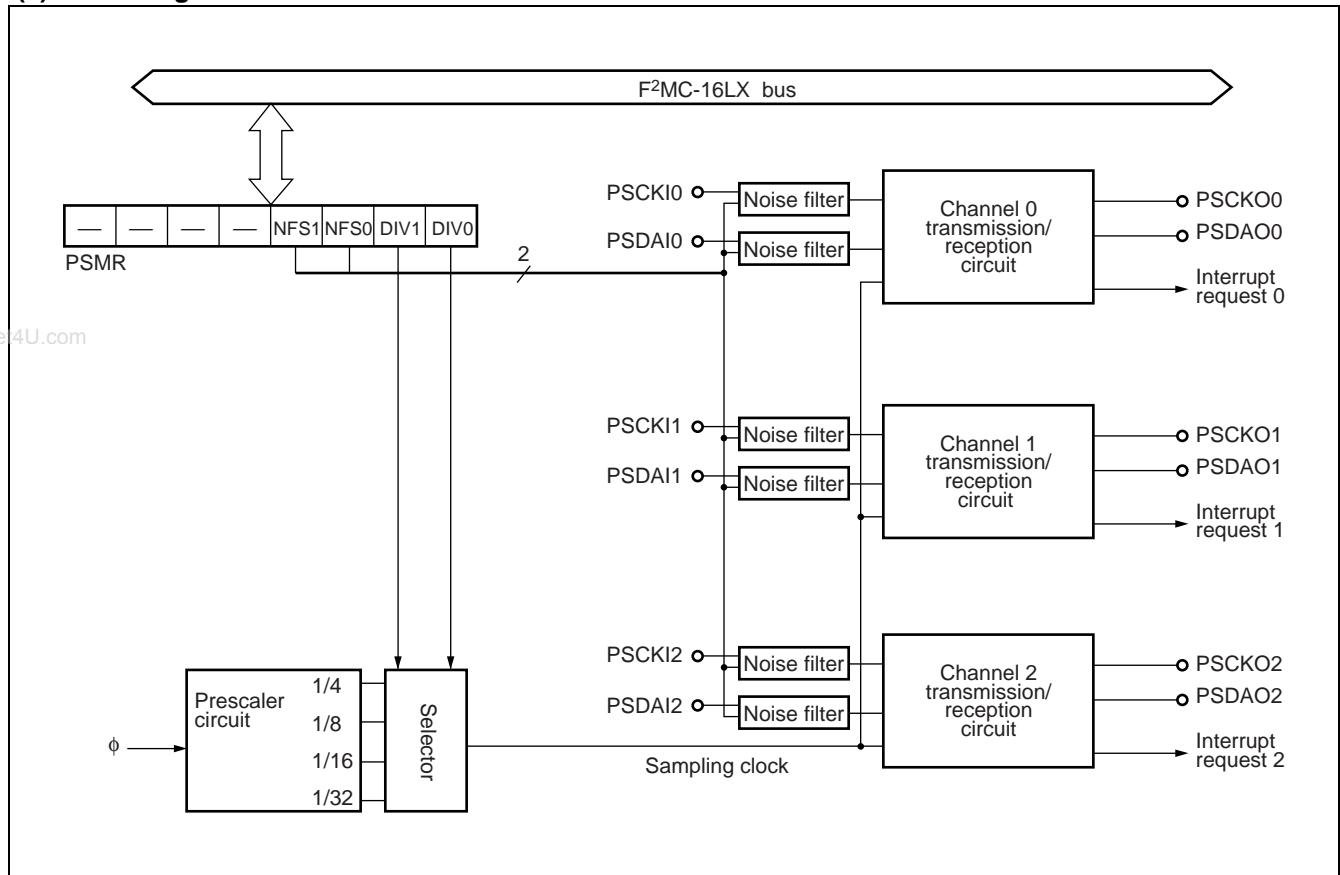 F²MC-16LX bus
— — — — NFS1 NFS0 DIV1 DIV0
PSMR
2
et4U.com
PSCKI0
PSDAI0
Noise filter
Noise filter
Channel 0
transmission/
reception
circuit
PSCKO0
PSDAO0
Interrupt
request 0
PSCKI1
PSDAI1
Noise filter
Noise filter
Channel 1
transmission/
reception
circuit
PSCKO1
PSDAO1
Interrupt
request 1
PSCKI2
PSDAI2
Noise filter
Noise filter
Channel 2
transmission/
reception
circuit
PSCKO2
PSDAO2
Interrupt
request 2
ϕ
Prescaler
circuit
1/4
1/8
1/16
1/32
Selector
Sampling clock